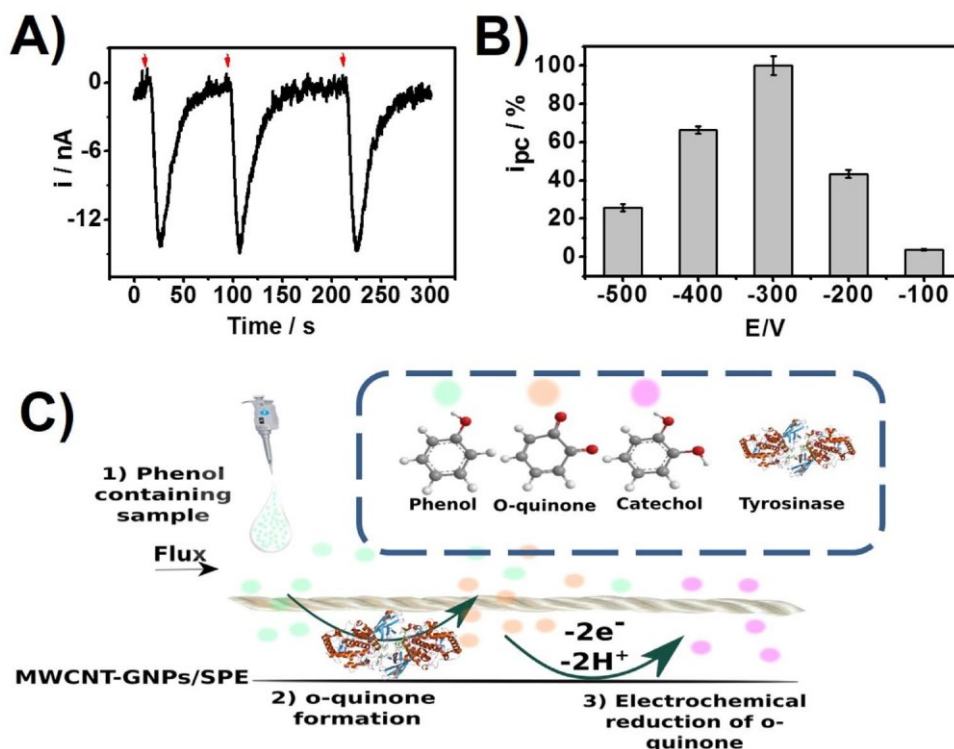 A)
0
-6
-12
i / nA
0 50 100 150 200 250 300
Time / s
B)
100
80
60
40
20
0
ipc / %
-500 -400 -300 -200 -100
E/V
C)
1) Phenol
containing
sample
Flux
Phenol O-quinone Catechol Tyrosinase
-2e-
-2H+
MWCNT-GNPs/SPE
2) o-quinone
formation
3) Electrochemical
reduction of o-
quinone